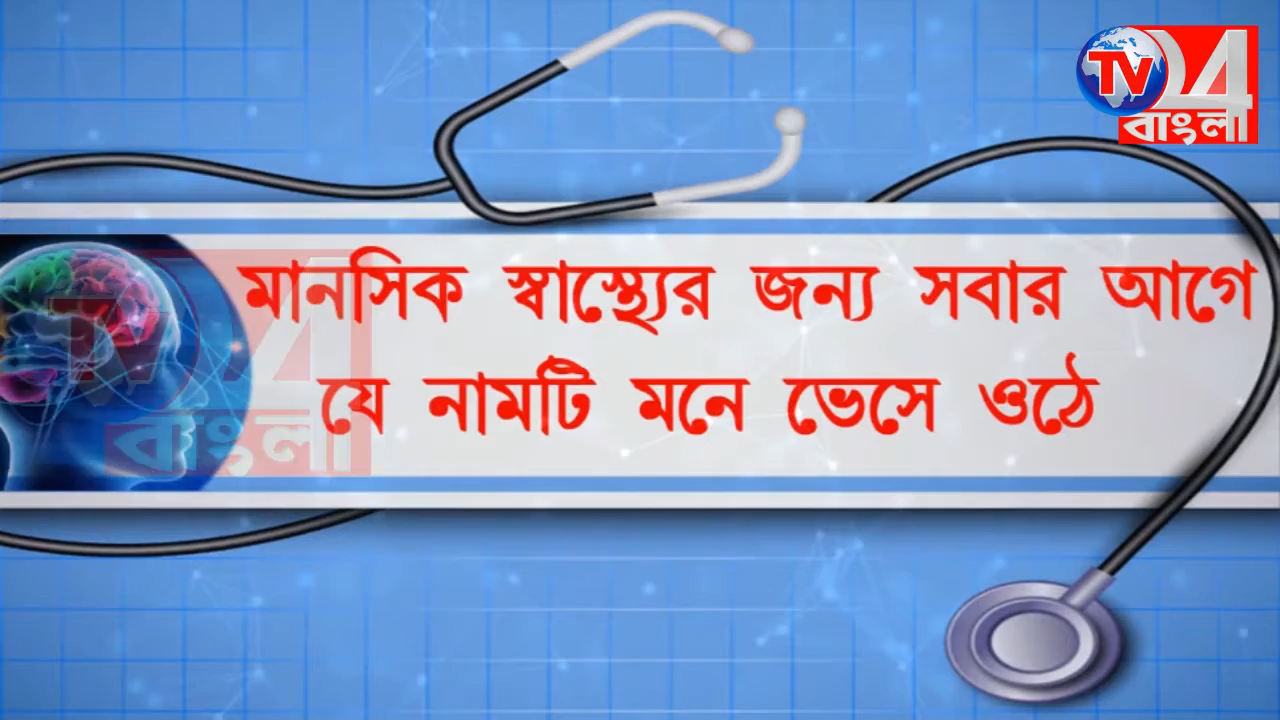 TV 24
বাংলা
মানসিক স্বাস্থ্যের জন্য সবার আগে
যে নামটি মনে ভেসে ওঠে
বাংলা